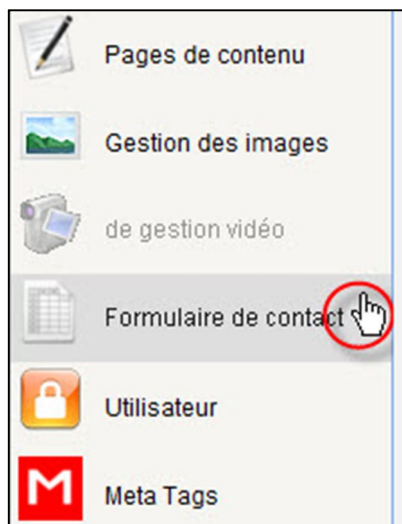 Pages de contenu
Gestion des images
de gestion vidéo
Formulaire de contact
Utilisateur
M Meta Tags